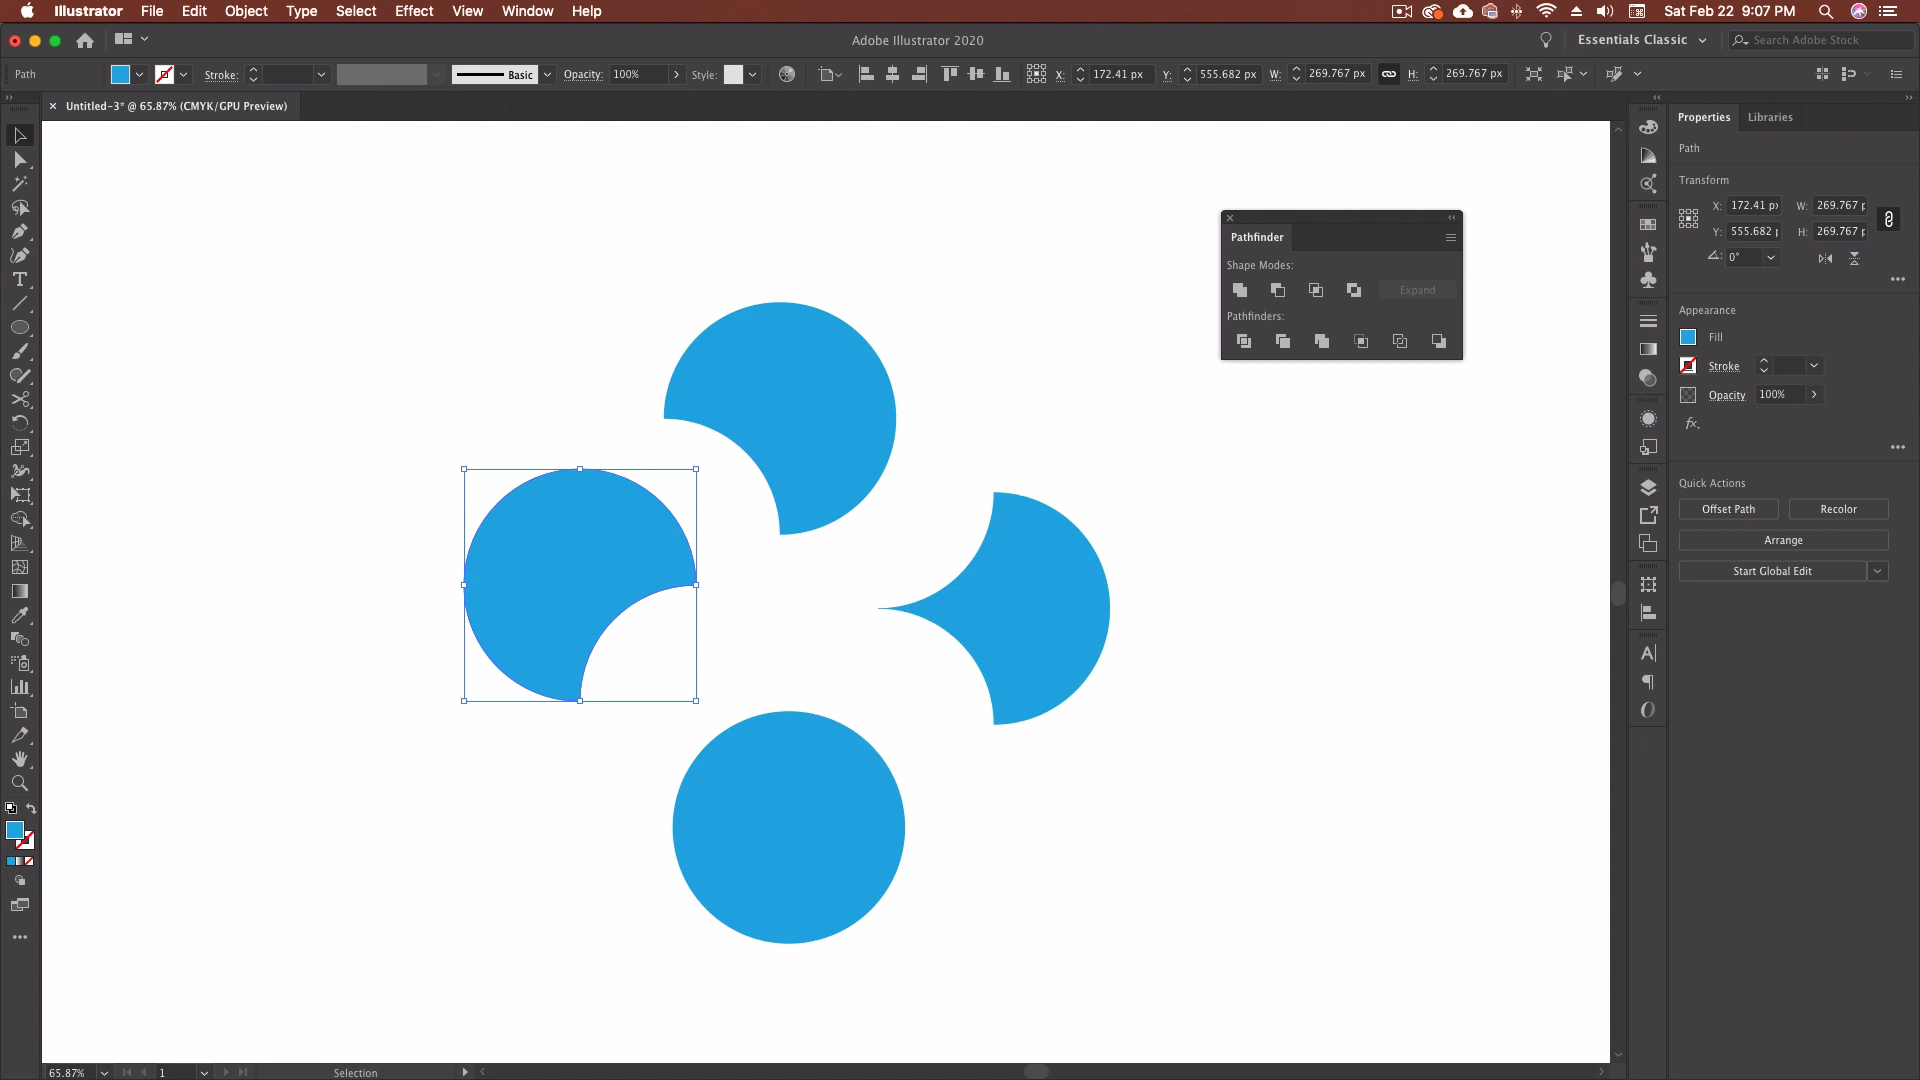 Illustrator File Edit Object Type Select Effect View Window Help Sat Feb 22 9:07 PM
Adobe Illustrator 2020 Essentials Classic Search Adobe Stock
Path Stroke: Basic Opacity: 100% Style: X: 172.41 px Y: 555.682 px W: 269.767 px H: 269.767 px
Untitled-3* @ 65.87% (CMYK/GPU Preview)
Properties Libraries
Path
Transform
X: 172.41 px W: 269.767 p
Y: 555.682 p H: 269.767 p
0°
Pathfinder
Shape Modes:
Expand
Pathfinders:
Appearance
Fill
Stroke
Opacity 100%
fx.
Quick Actions
Offset Path Recolor
Arrange
Start Global Edit
65.87% 1 Selection